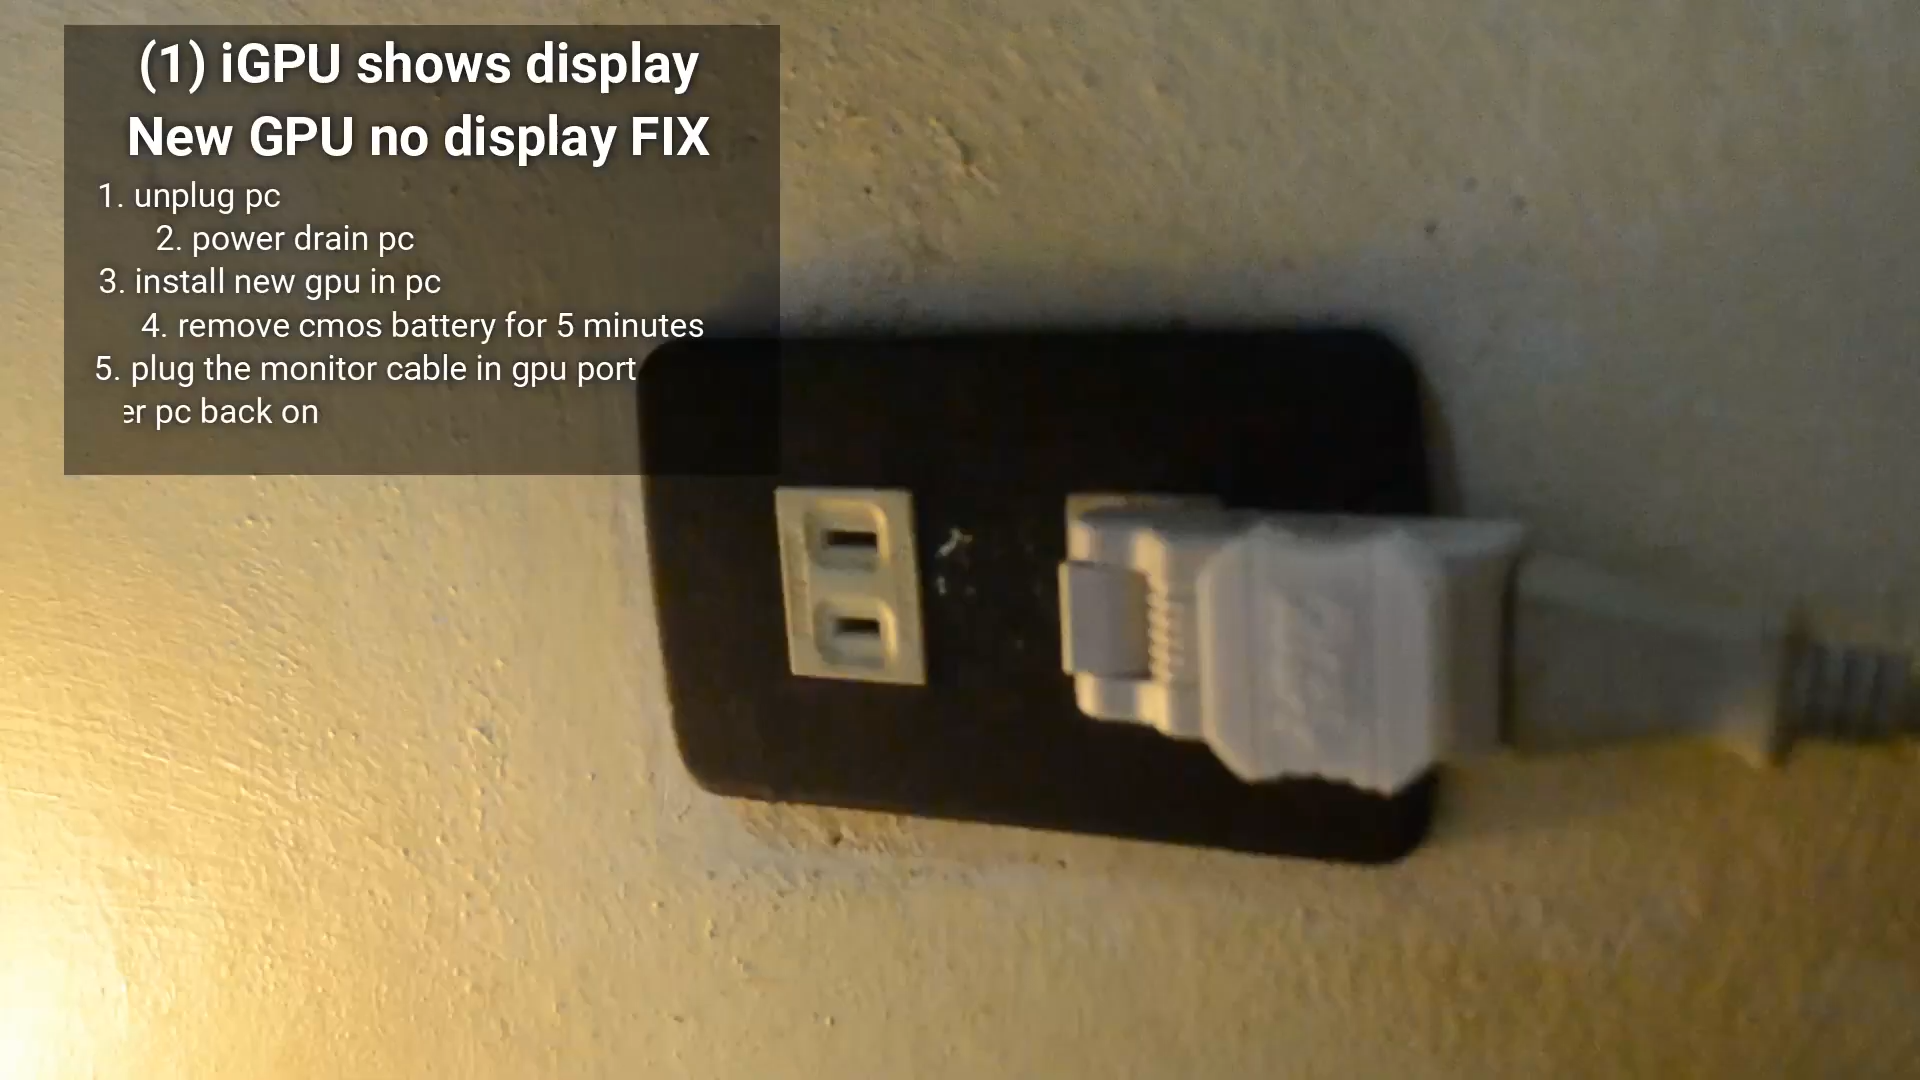 (1) iGPU shows display
New GPU no display FIX
1. unplug pc
2. power drain pc
3. install new gpu in pc
4. remove cmos battery for 5 minutes
5. plug the monitor cable in gpu port
er pc back on